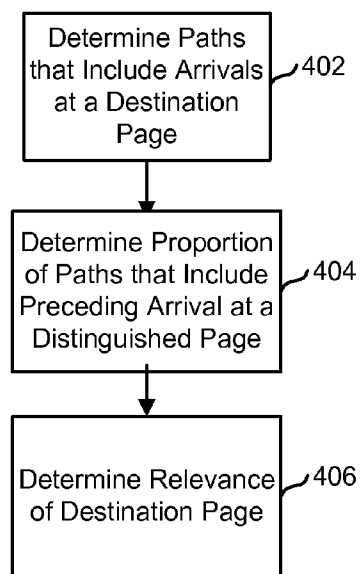 Determine Paths
that Include Arrivals
at a Destination
Page
402
Determine Proportion
of Paths that Include
Preceding Arrival at a
Distinguished Page
404
Determine Relevance
of Destination Page
406